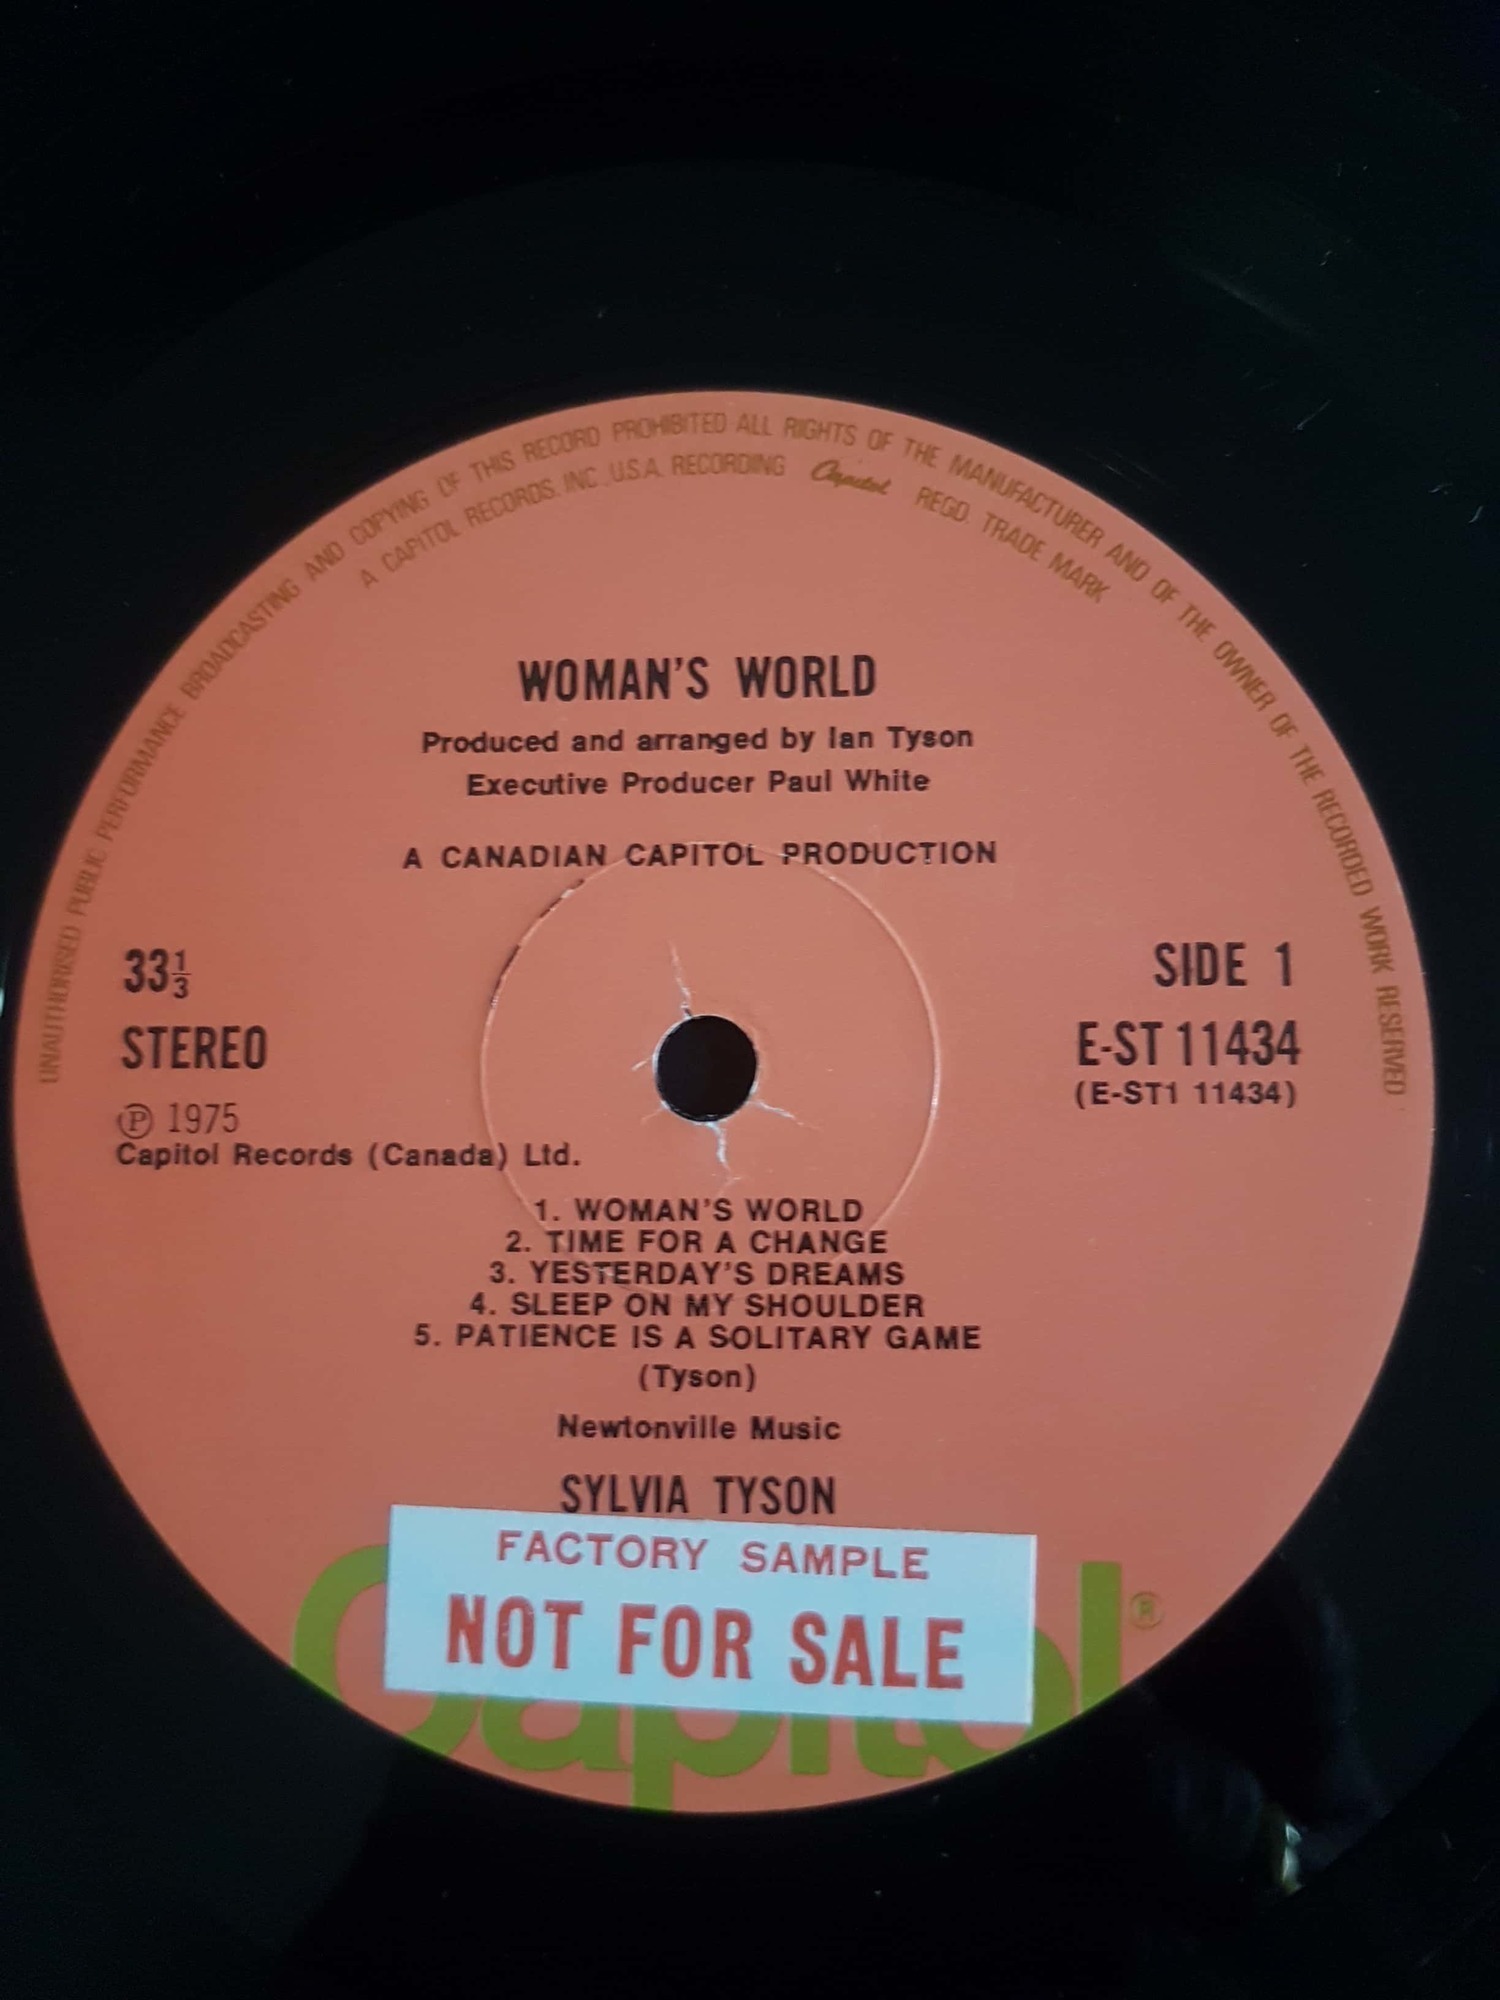 UNAUTHORISED PUBLIC PERFORMANCE BROADCASTING AND COPYING OF THIS RECORD PROHIBITED ALL RIGHTS OF THE MANUFACTURER AND OF THE OWNER OF THE RECORDED WORK RESERVED
A CAPITOL RECORDS. INC. U.S.A. RECORDING Capitol REGD. TRADE MARK
WOMAN'S WORLD
Produced and arranged by Ian Tyson
Executive Producer Paul White
A CANADIAN CAPITOL PRODUCTION
33⅓
STEREO
Ⓟ 1975
Capitol Records (Canada) Ltd.
SIDE 1
E-ST 11434
(E-ST1 11434)
1. WOMAN'S WORLD
2. TIME FOR A CHANGE
3. YESTERDAY'S DREAMS
4. SLEEP ON MY SHOULDER
5. PATIENCE IS A SOLITARY GAME
(Tyson)
Newtonville Music
SYLVIA TYSON
FACTORY SAMPLE
NOT FOR SALE
Capitol®